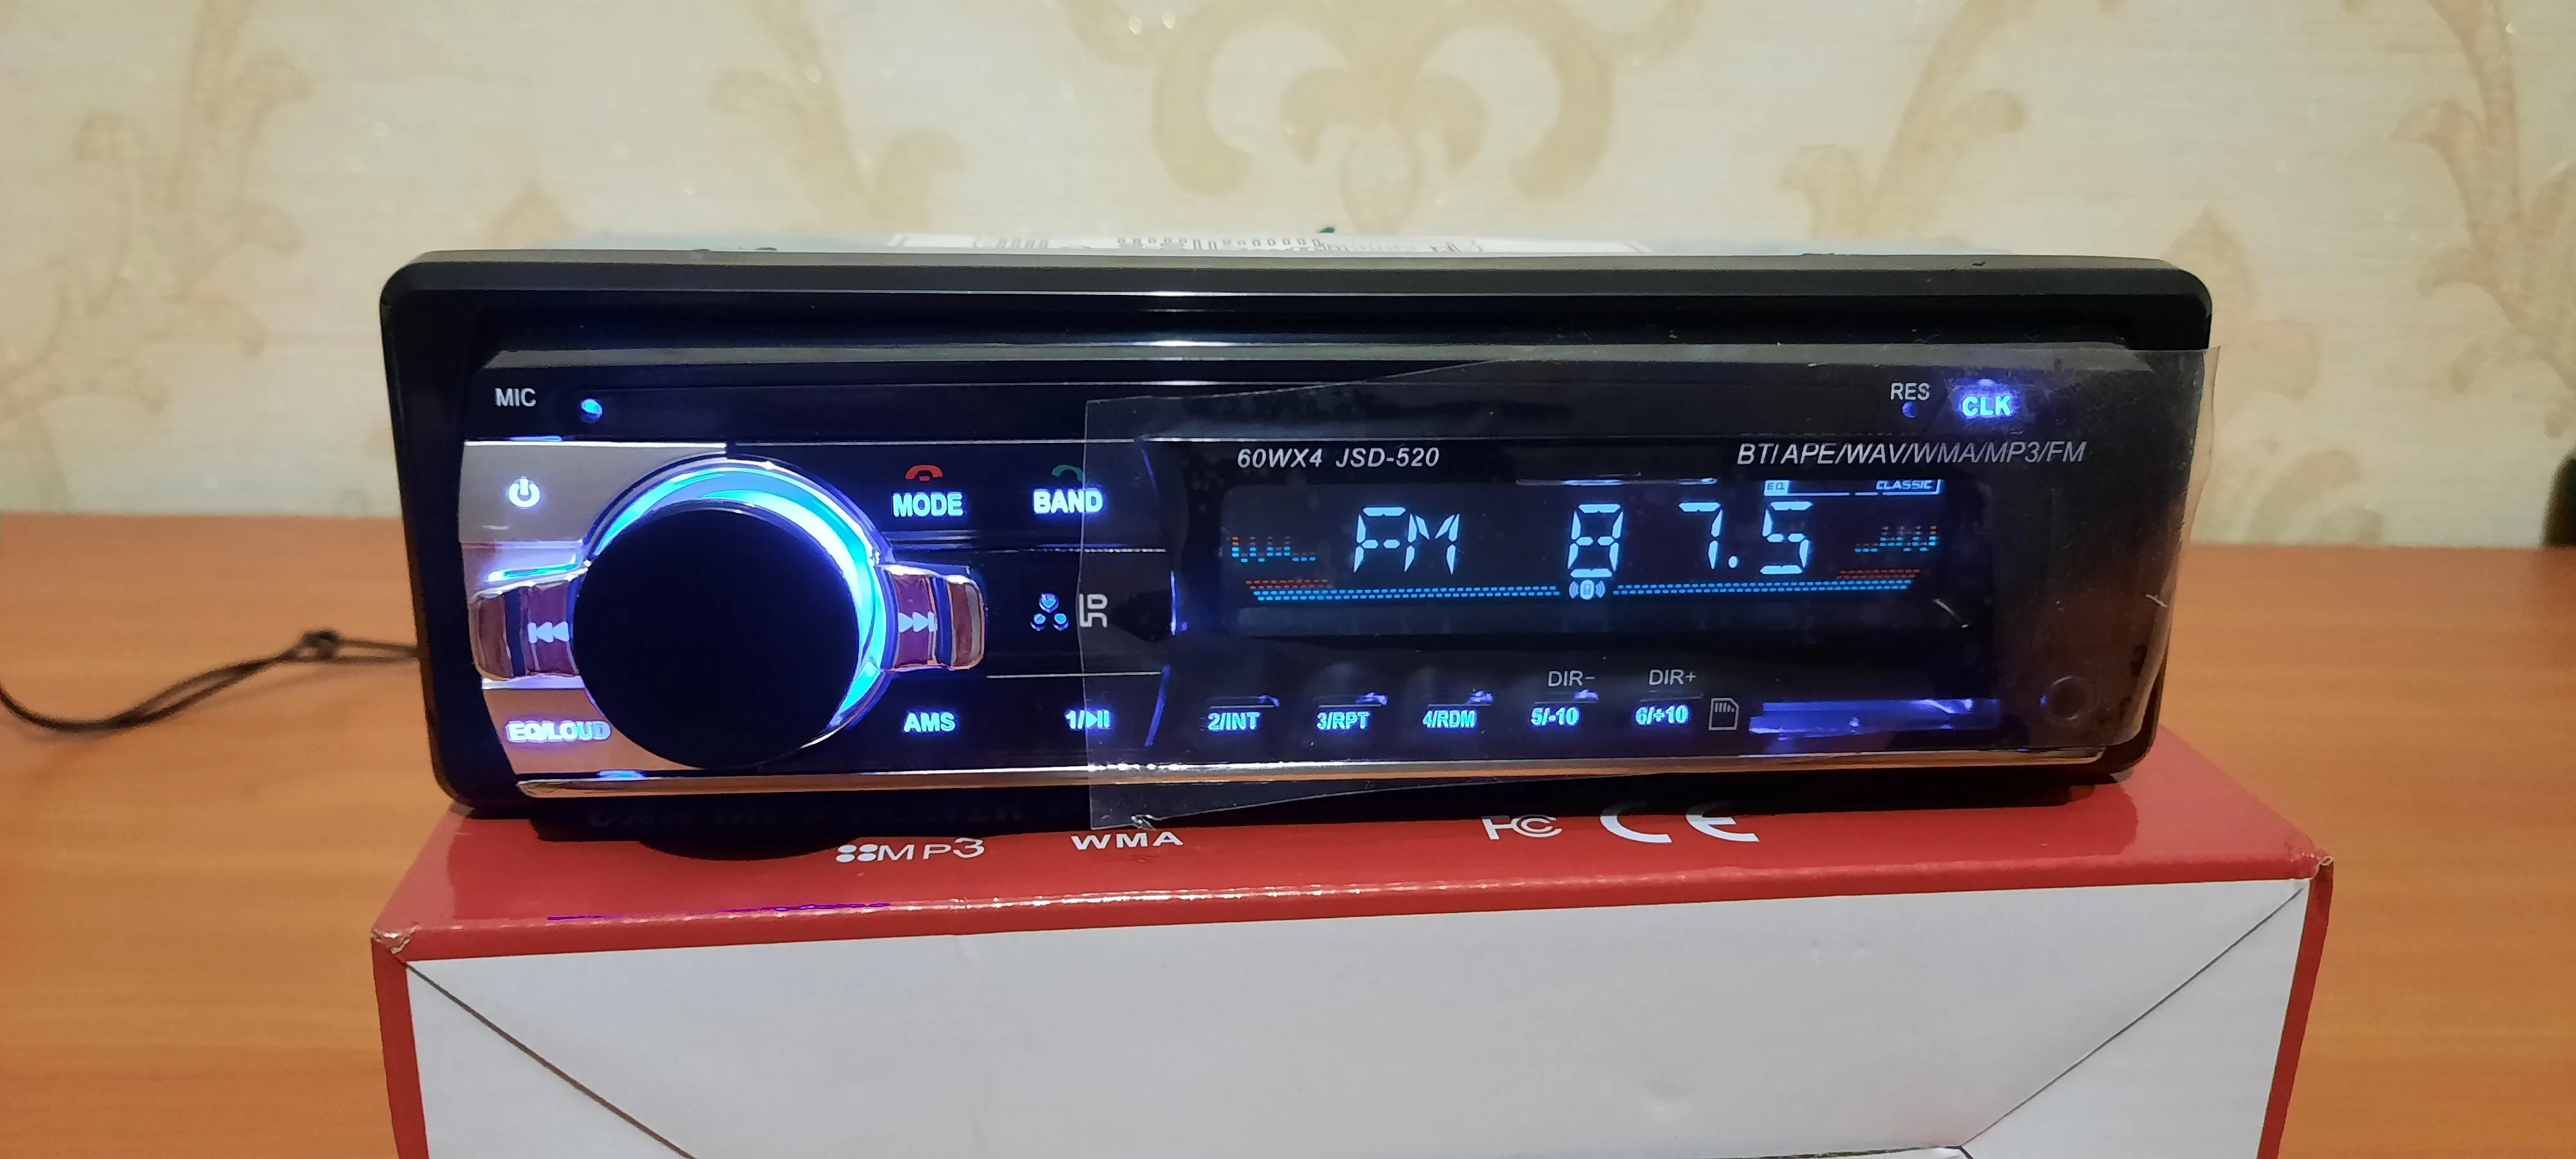 MIC
RES
CLK
60WX4 JSD-520
BT/APE/WAV/WMA/MP3/FM
MODE
BAND
EQ
CLASSIC
FM 87.5
DIR-
DIR+
EQ/LOUD
AMS
1/
2/INT
3/RPT
4/RDM
5/-10
6/+10
MP3
WMA
FC
CE